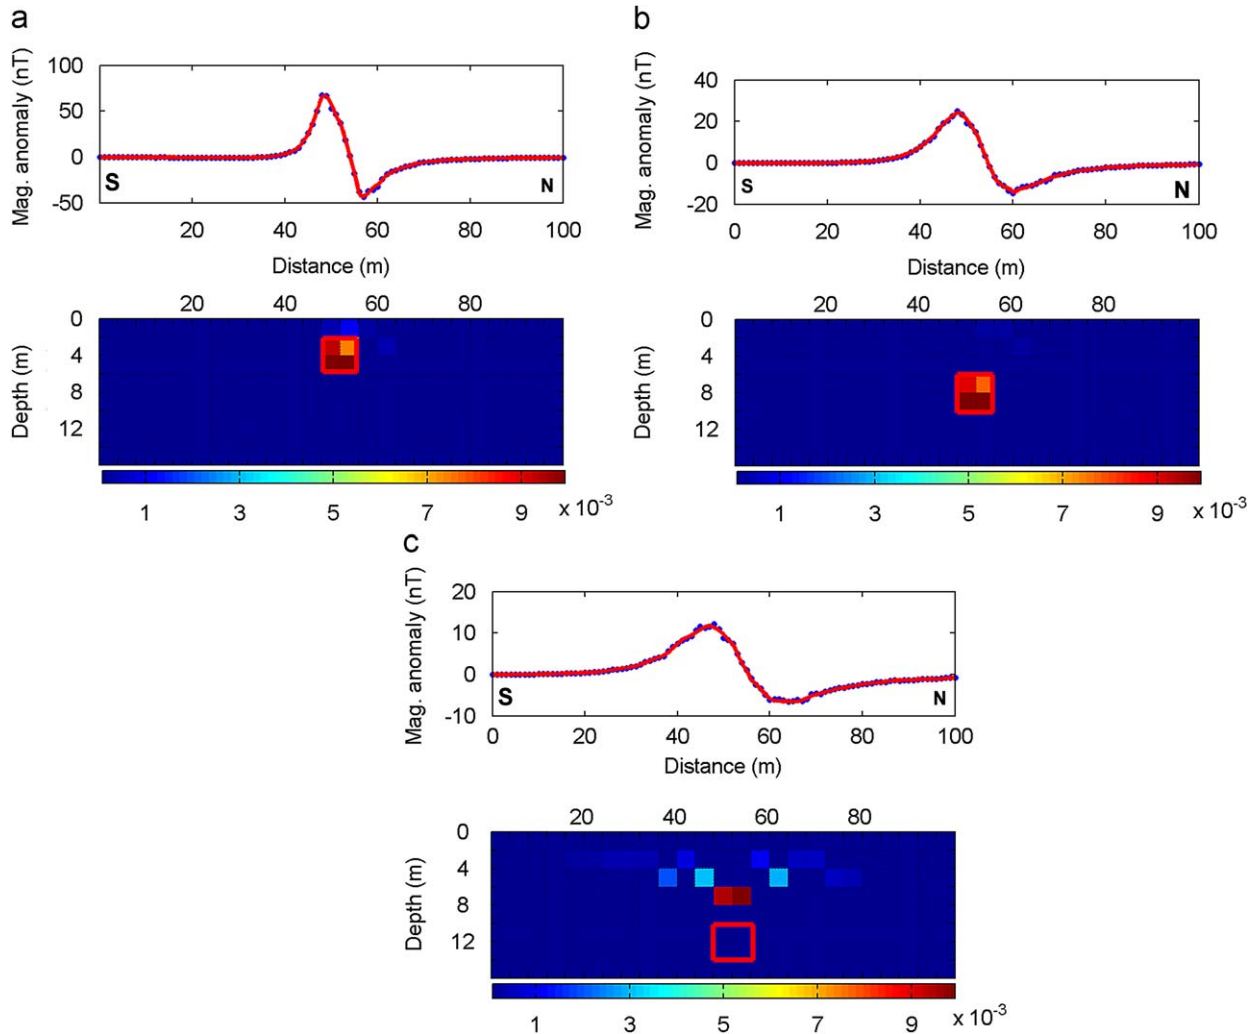 a
Mag. anomaly (nT)
100
50
0
-50
S
N
20 40 60 80 100
Distance (m)
20 40 60 80
Depth (m)
0
4
8
12
1 3 5 7 9 x 10-3
b
Mag. anomaly (nT)
40
20
0
-20
S
N
0 20 40 60 80 100
Distance (m)
20 40 60 80
Depth (m)
0
4
8
12
1 3 5 7 9 x 10-3
c
Mag. anomaly (nT)
20
10
0
-10
S
N
0 20 40 60 80 100
Distance (m)
20 40 60 80
Depth (m)
0
4
8
12
1 3 5 7 9 x 10-3